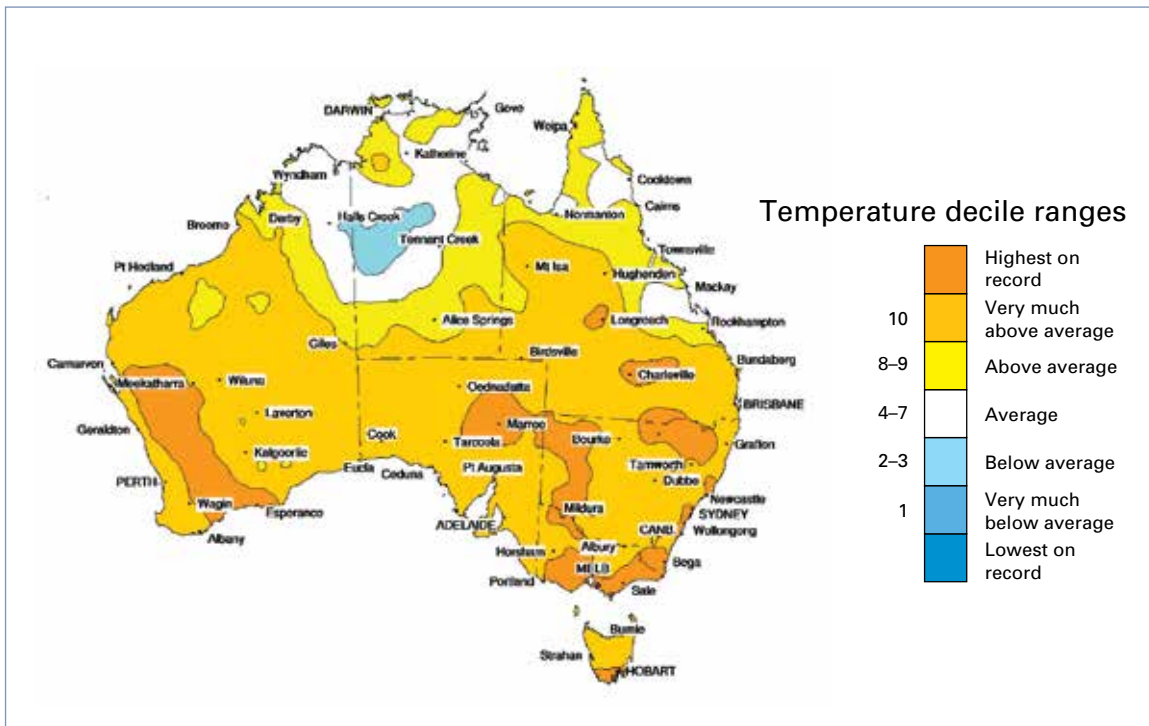 DARWIN
Gove
Weipa
Katherine
Wyndham
Cooktown
Cairns
Derby
Halls Creek
Normanton
Broome
Tennant Creek
Townsville
Pt Hedland
Mt Isa
Hughenden
Mackay
Alice Springs
Longreach
Rockhampton
Giles
Birdsville
Bundaberg
Carnarvon
Meekatharra
Wiluna
Oodnadatta
Charleville
BRISBANE
Laverton
Marree
Geraldton
Cook
Tarcoola
Bourke
Grafton
Kalgoorlie
Eucla
Ceduna
Pt Augusta
Tamworth
Dubbo
PERTH
Newcastle
Wagin
Esperance
Mildura
SYDNEY
Albany
ADELAIDE
CANB.
Wollongong
Horsham
Albury
Bega
Portland
MELB
Sale
Burnie
Strahan
HOBART
Temperature decile ranges
Highest on
record
10 Very much
above average
8–9 Above average
4–7 Average
2–3 Below average
1 Very much
below average
Lowest on
record